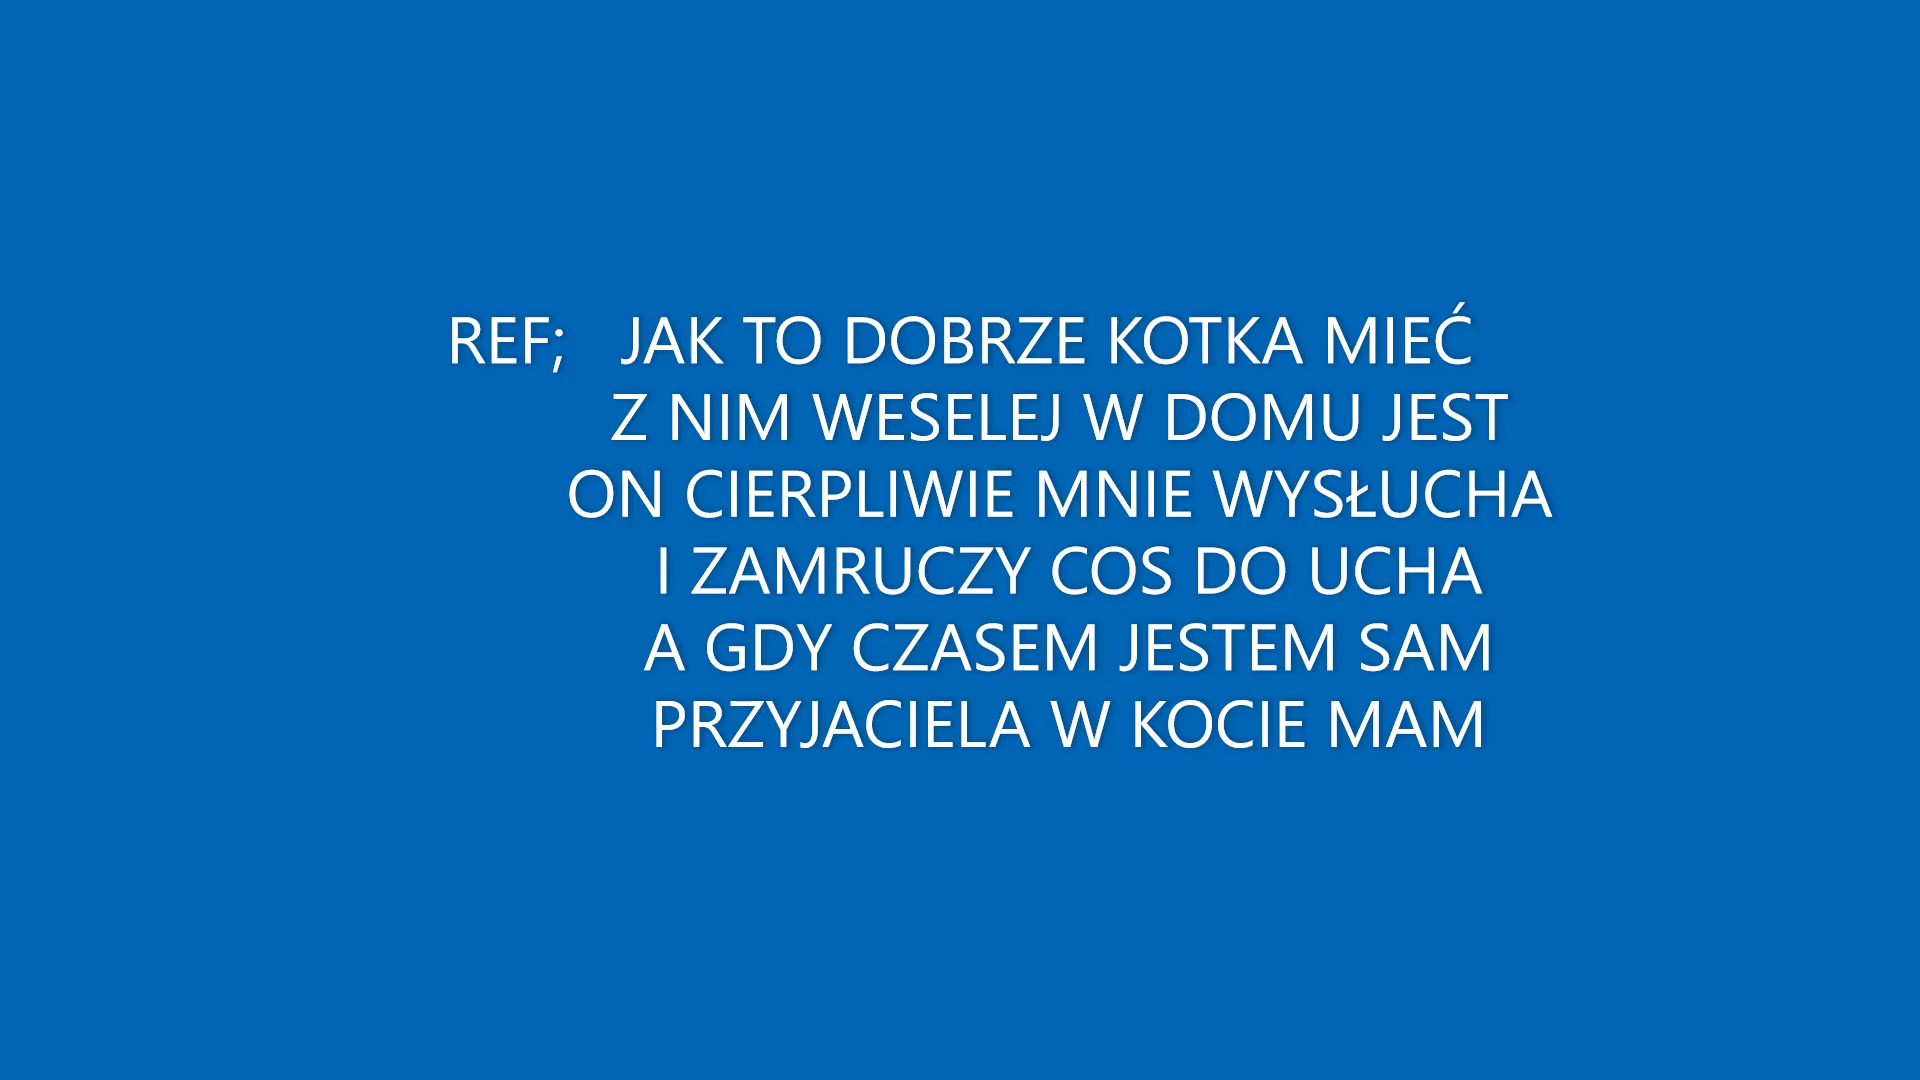 REF; JAK TO DOBRZE KOTKA MIEĆ
Z NIM WESELEJ W DOMU JEST
ON CIERPLIWIE MNIE WYSŁUCHA
I ZAMRUCZY COS DO UCHA
A GDY CZASEM JESTEM SAM
PRZYJACIELA W KOCIE MAM